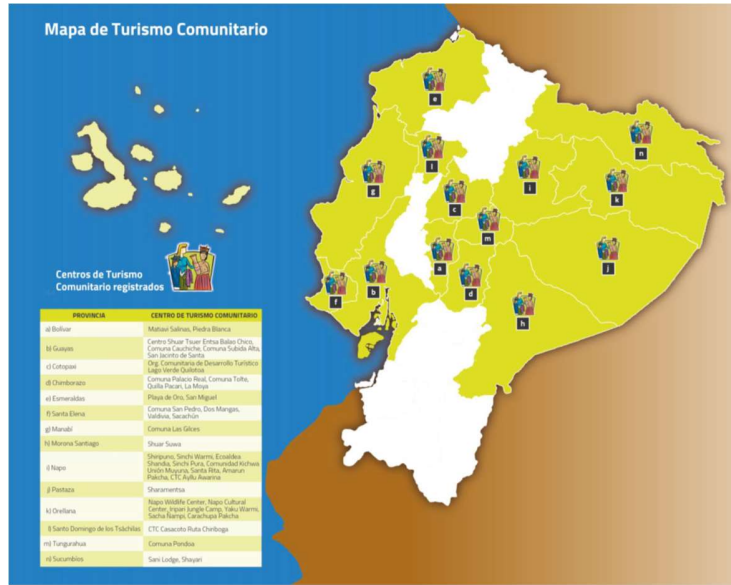 Mapa de Turismo Comunitario
e
n
l
g
i
c
k
m
a
j
b
d
f
h
Centros de Turismo
Comunitario registrados
PROVINCIA CENTRO DE TURISMO COMUNITARIO
a) Bolívar Matiavi Salinas, Piedra Blanca
b) Guayas Centro Shuar Tsuer Entsa Balao Chico,
Comuna Cauchiche, Comuna Subida Alta,
San Jacinto de Santa
c) Cotopaxi Org. Comunitaria de Desarrollo Turístico
Lago Verde Quilotoa
d) Chimborazo Comuna Palacio Real, Comuna Tolte,
Quilla Pacari, La Moya
e) Esmeraldas Playa de Oro, San Miguel
f) Santa Elena Comuna San Pedro, Dos Mangas,
Valdivia, Sacachún
g) Manabí Comuna Las Gilces
h) Morona Santiago Shuar Suwa
i) Napo Shiripuno, Sinchi Warmi, Ecoaldea
Shandia, Sinchi Pura, Comunidad Kichwa
Unión Muyuna, Santa Rita, Amarun
Pakcha, CTC Ayllu Awanna
j) Pastaza Sharamentsa
k) Orellana Napo Wildlife Center, Napo Cultural
Center, Iripari Jungle Camp, Yaku Warmi,
Sacha Ñampi, Carachupa Pakcha
l) Santo Domingo de los Tsáchilas CTC Casacoto Ruta Chiriboga
m) Tungurahua Comuna Pondoa
n) Sucumbíos Sani Lodge, Shayari